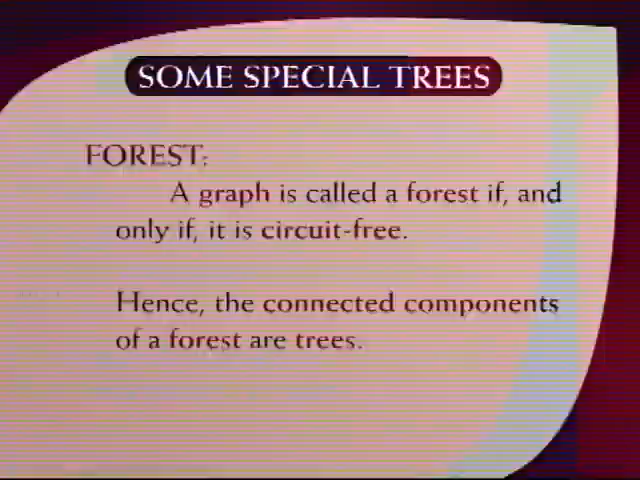 SOME SPECIAL TREES
FOREST:
A graph is called a forest if, and
only if, it is circuit-free.
Hence, the connected components
of a forest are trees.